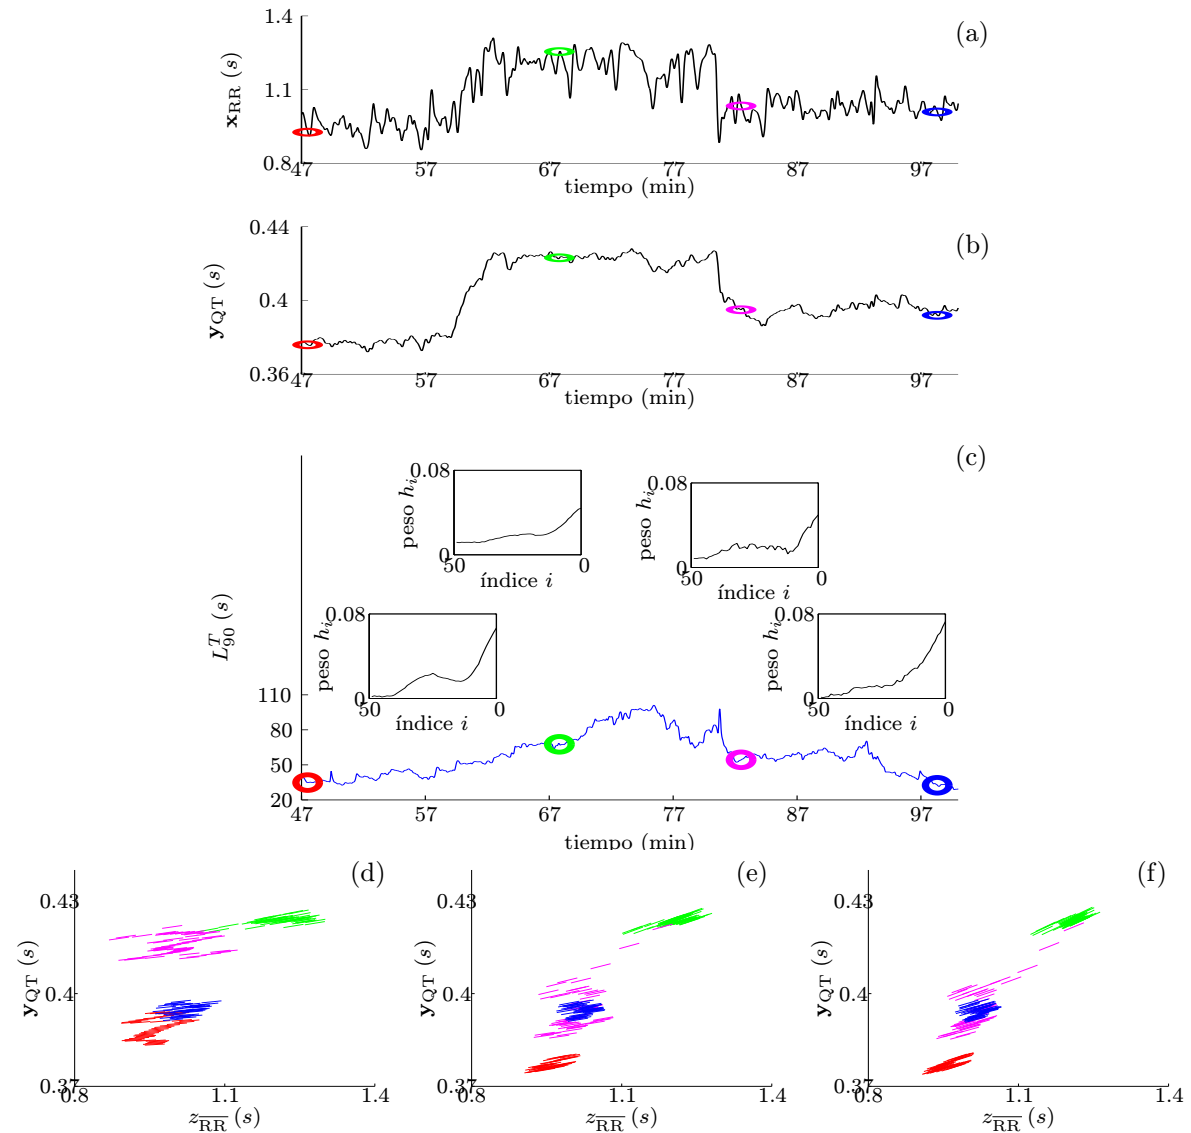 (a)
x_RR (s)
1.4
1.1
0.8
47 57 67 77 87 97
tiempo (min)
(b)
y_QT (s)
0.44
0.4
0.36
47 57 67 77 87 97
tiempo (min)
(c)
L^T_90 (s)
110
80
50
20
47 57 67 77 87 97
tiempo (min)
peso h_i
0.08
0
50 0
índice i
peso h_i
0.08
0
50 0
índice i
peso h_i
0.08
0
50 0
índice i
peso h_i
0.08
0
50 0
índice i
(d)
y_QT (s)
0.43
0.4
0.37
0.8 1.1 1.4
z_RR (s)
(e)
y_QT (s)
0.43
0.4
0.37
0.8 1.1 1.4
z_RR (s)
(f)
y_QT (s)
0.43
0.4
0.37
0.8 1.1 1.4
z_RR (s)